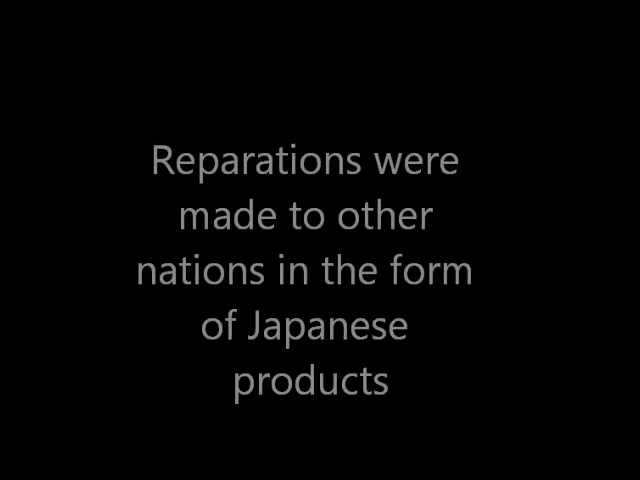 Reparations were
made to other
nations in the form
of Japanese
products